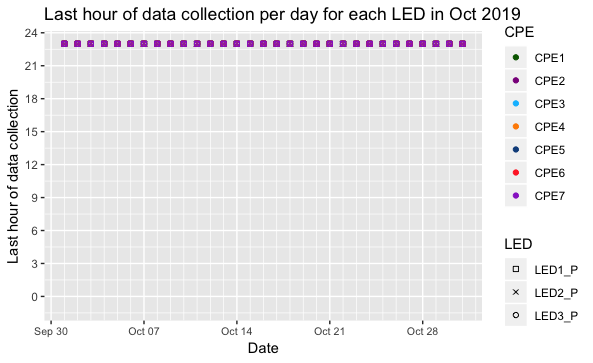 Last hour of data collection per day for each LED in Oct 2019
Last hour of data collection
24
21
18
15
12
9
6
3
0
Sep 30
Oct 07
Oct 14
Oct 21
Oct 28
Date
CPE
CPE1
CPE2
CPE3
CPE4
CPE5
CPE6
CPE7
LED
LED1_P
LED2_P
LED3_P